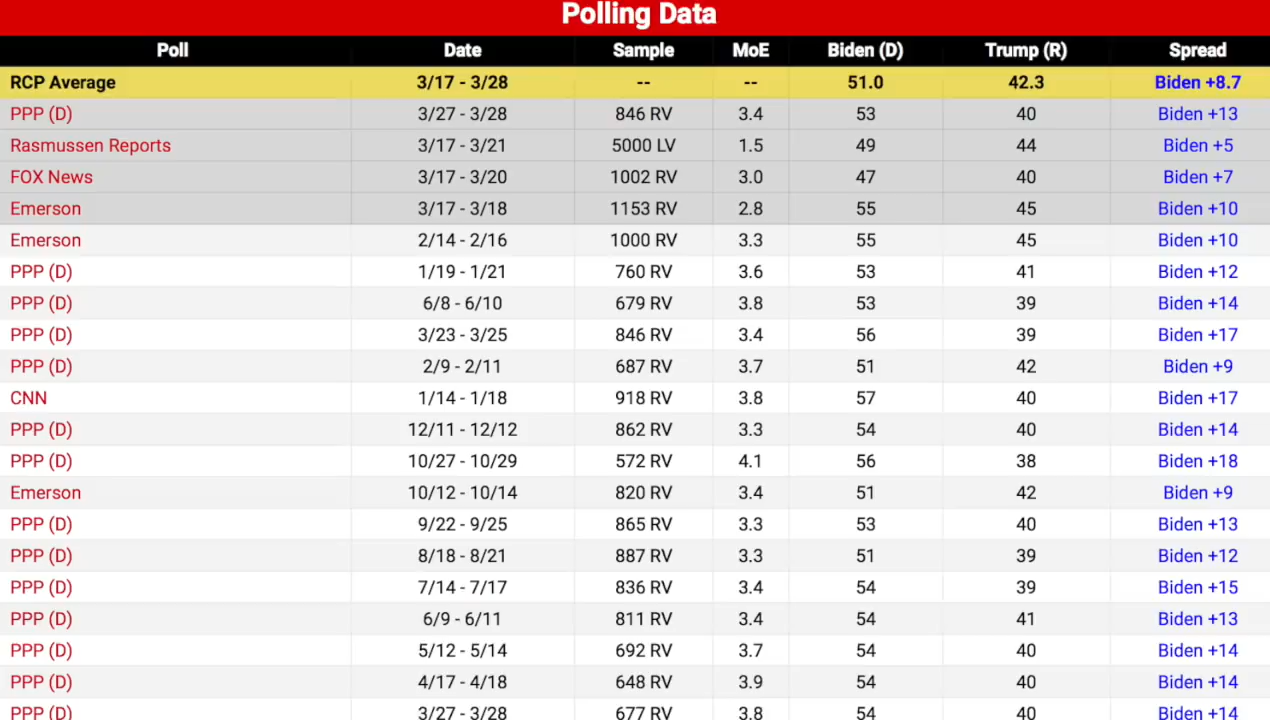 Polling Data
Poll Date Sample MoE Biden (D) Trump (R) Spread
RCP Average 3/17 - 3/28 -- -- 51.0 42.3 Biden +8.7
PPP (D) 3/27 - 3/28 846 RV 3.4 53 40 Biden +13
Rasmussen Reports 3/17 - 3/21 5000 LV 1.5 49 44 Biden +5
FOX News 3/17 - 3/20 1002 RV 3.0 47 40 Biden +7
Emerson 3/17 - 3/18 1153 RV 2.8 55 45 Biden +10
Emerson 2/14 - 2/16 1000 RV 3.3 55 45 Biden +10
PPP (D) 1/19 - 1/21 760 RV 3.6 53 41 Biden +12
PPP (D) 6/8 - 6/10 679 RV 3.8 53 39 Biden +14
PPP (D) 3/23 - 3/25 846 RV 3.4 56 39 Biden +17
PPP (D) 2/9 - 2/11 687 RV 3.7 51 42 Biden +9
CNN 1/14 - 1/18 918 RV 3.8 57 40 Biden +17
PPP (D) 12/11 - 12/12 862 RV 3.3 54 40 Biden +14
PPP (D) 10/27 - 10/29 572 RV 4.1 56 38 Biden +18
Emerson 10/12 - 10/14 820 RV 3.4 51 42 Biden +9
PPP (D) 9/22 - 9/25 865 RV 3.3 53 40 Biden +13
PPP (D) 8/18 - 8/21 887 RV 3.3 51 39 Biden +12
PPP (D) 7/14 - 7/17 836 RV 3.4 54 39 Biden +15
PPP (D) 6/9 - 6/11 811 RV 3.4 54 41 Biden +13
PPP (D) 5/12 - 5/14 692 RV 3.7 54 40 Biden +14
PPP (D) 4/17 - 4/18 648 RV 3.9 54 40 Biden +14
PPP (D) 3/27 - 3/28 677 RV 3.8 54 40 Biden +14